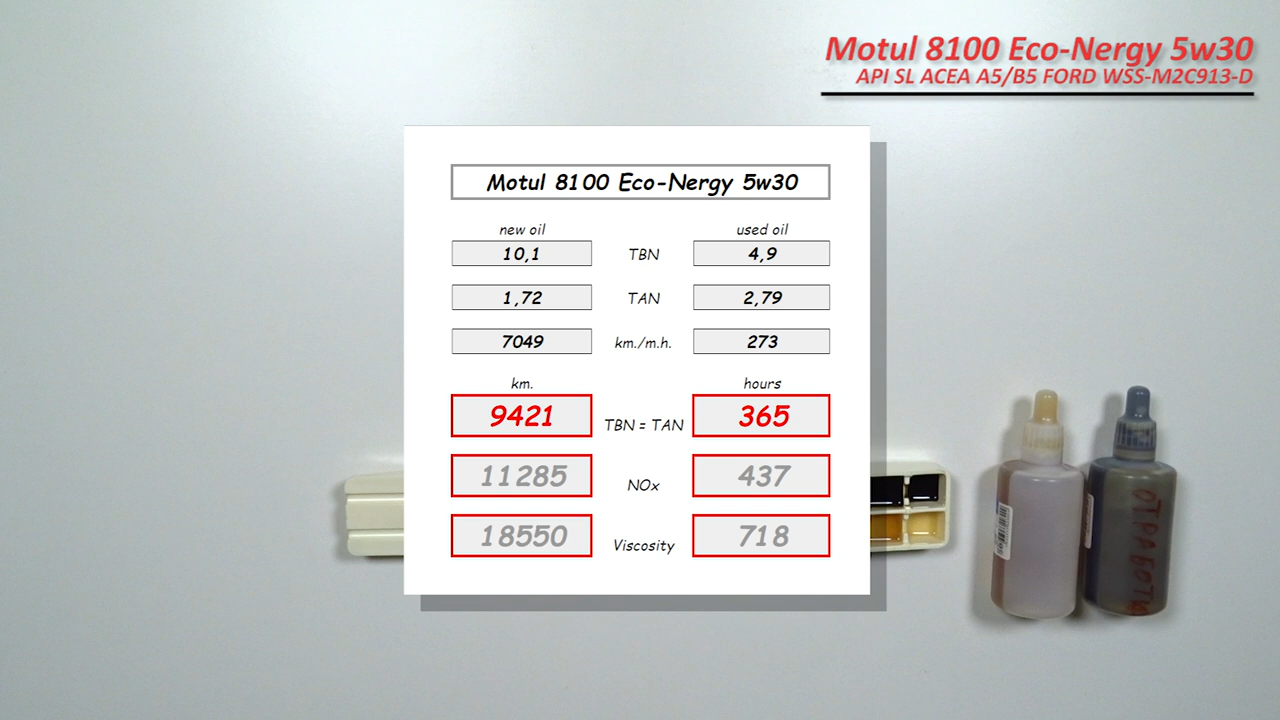 Motul 8100 Eco-Nergy 5w30
API SL ACEA A5/B5 FORD WSS-M2C913-D
Motul 8100 Eco-Nergy 5w30
new oil used oil
10,1 TBN 4,9
1,72 TAN 2,79
7049 km./m.h. 273
km. hours
9421 TBN = TAN 365
11285 NOx 437
18550 Viscosity 718
ОТРАБОТКА